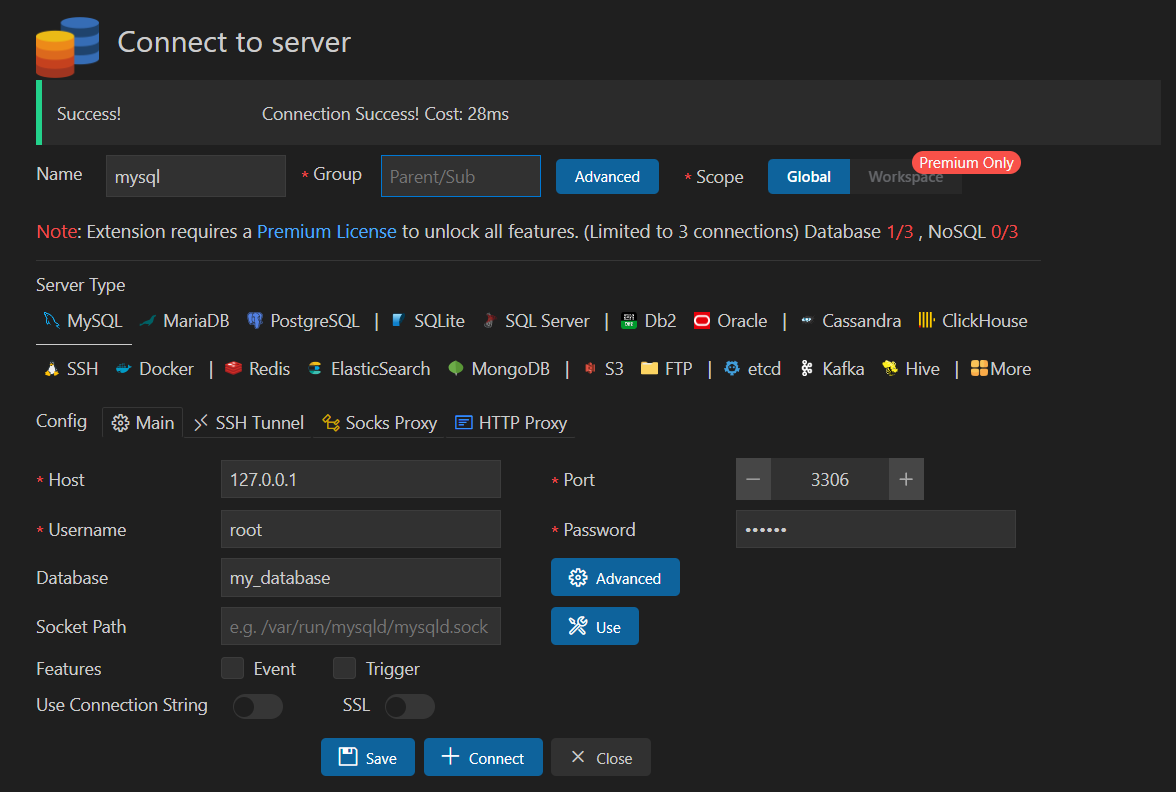 Connect to server
Success! Connection Success! Cost: 28ms
Name mysql * Group Parent/Sub Advanced * Scope Global Workspace Premium Only
Note: Extension requires a Premium License to unlock all features. (Limited to 3 connections) Database 1/3 , NoSQL 0/3
Server Type
MySQL MariaDB PostgreSQL | SQLite SQL Server | Db2 Oracle | Cassandra ClickHouse
SSH Docker | Redis ElasticSearch MongoDB | S3 FTP | etcd Kafka Hive | More
Config Main SSH Tunnel Socks Proxy HTTP Proxy
* Host 127.0.0.1 * Port 3306
* Username root * Password ••••••
Database my_database Advanced
Socket Path e.g. /var/run/mysqld/mysqld.sock Use
Features Event Trigger
Use Connection String SSL
Save Connect Close